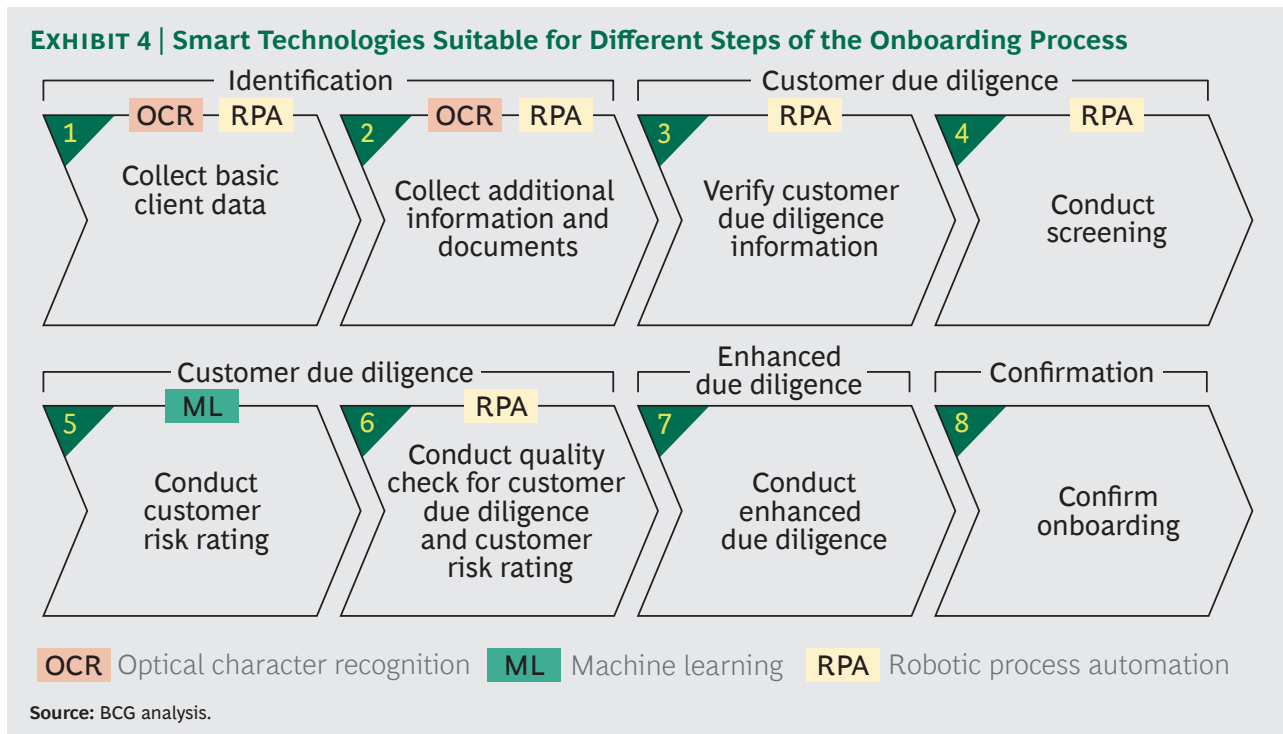 EXHIBIT 4 | Smart Technologies Suitable for Different Steps of the Onboarding Process
Identification
Customer due diligence
1
OCR RPA
Collect basic
client data
2
OCR RPA
Collect additional
information and
documents
3
RPA
Verify customer
due diligence
information
4
RPA
Conduct
screening
Customer due diligence
Enhanced
due diligence
Confirmation
5
ML
Conduct
customer
risk rating
6
RPA
Conduct quality
check for customer
due diligence
and customer
risk rating
7
Conduct
enhanced
due diligence
8
Confirm
onboarding
OCR Optical character recognition ML Machine learning RPA Robotic process automation
Source: BCG analysis.